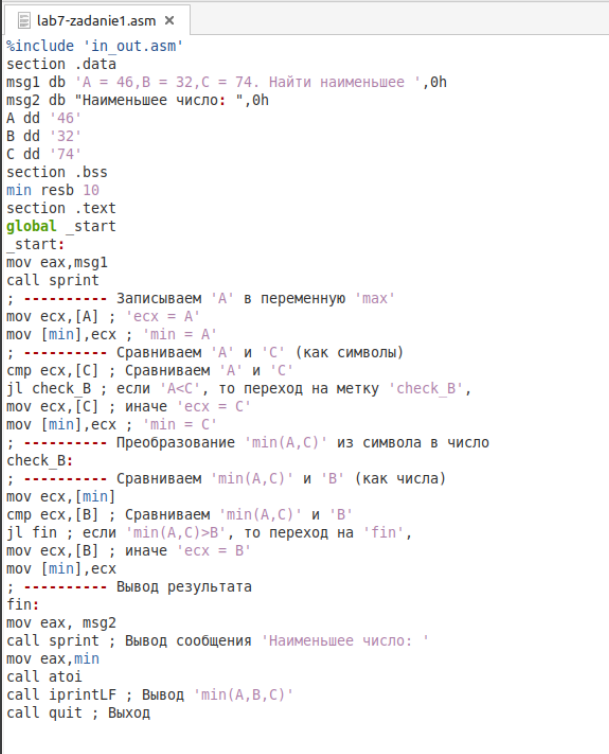 lab7-zadanie1.asm ×
%include 'in_out.asm'
section .data
msg1 db 'A = 46,B = 32,C = 74. Найти наименьшее ',0h
msg2 db "Наименьшее число: ",0h
A dd '46'
B dd '32'
C dd '74'
section .bss
min resb 10
section .text
global _start
_start:
mov eax,msg1
call sprint
; ---------- Записываем 'A' в переменную 'max'
mov ecx,[A] ; 'ecx = A'
mov [min],ecx ; 'min = A'
; ---------- Сравниваем 'A' и 'С' (как символы)
cmp ecx,[C] ; Сравниваем 'A' и 'С'
jl check_B ; если 'A<C', то переход на метку 'check_B',
mov ecx,[C] ; иначе 'ecx = C'
mov [min],ecx ; 'min = C'
; ---------- Преобразование 'min(A,C)' из символа в число
check_B:
; ---------- Сравниваем 'min(A,C)' и 'B' (как числа)
mov ecx,[min]
cmp ecx,[B] ; Сравниваем 'min(A,C)' и 'B'
jl fin ; если 'min(A,C)>B', то переход на 'fin',
mov ecx,[B] ; иначе 'ecx = B'
mov [min],ecx
; ---------- Вывод результата
fin:
mov eax, msg2
call sprint ; Вывод сообщения 'Наименьшее число: '
mov eax,min
call atoi
call iprintLF ; Вывод 'min(A,B,C)'
call quit ; Выход